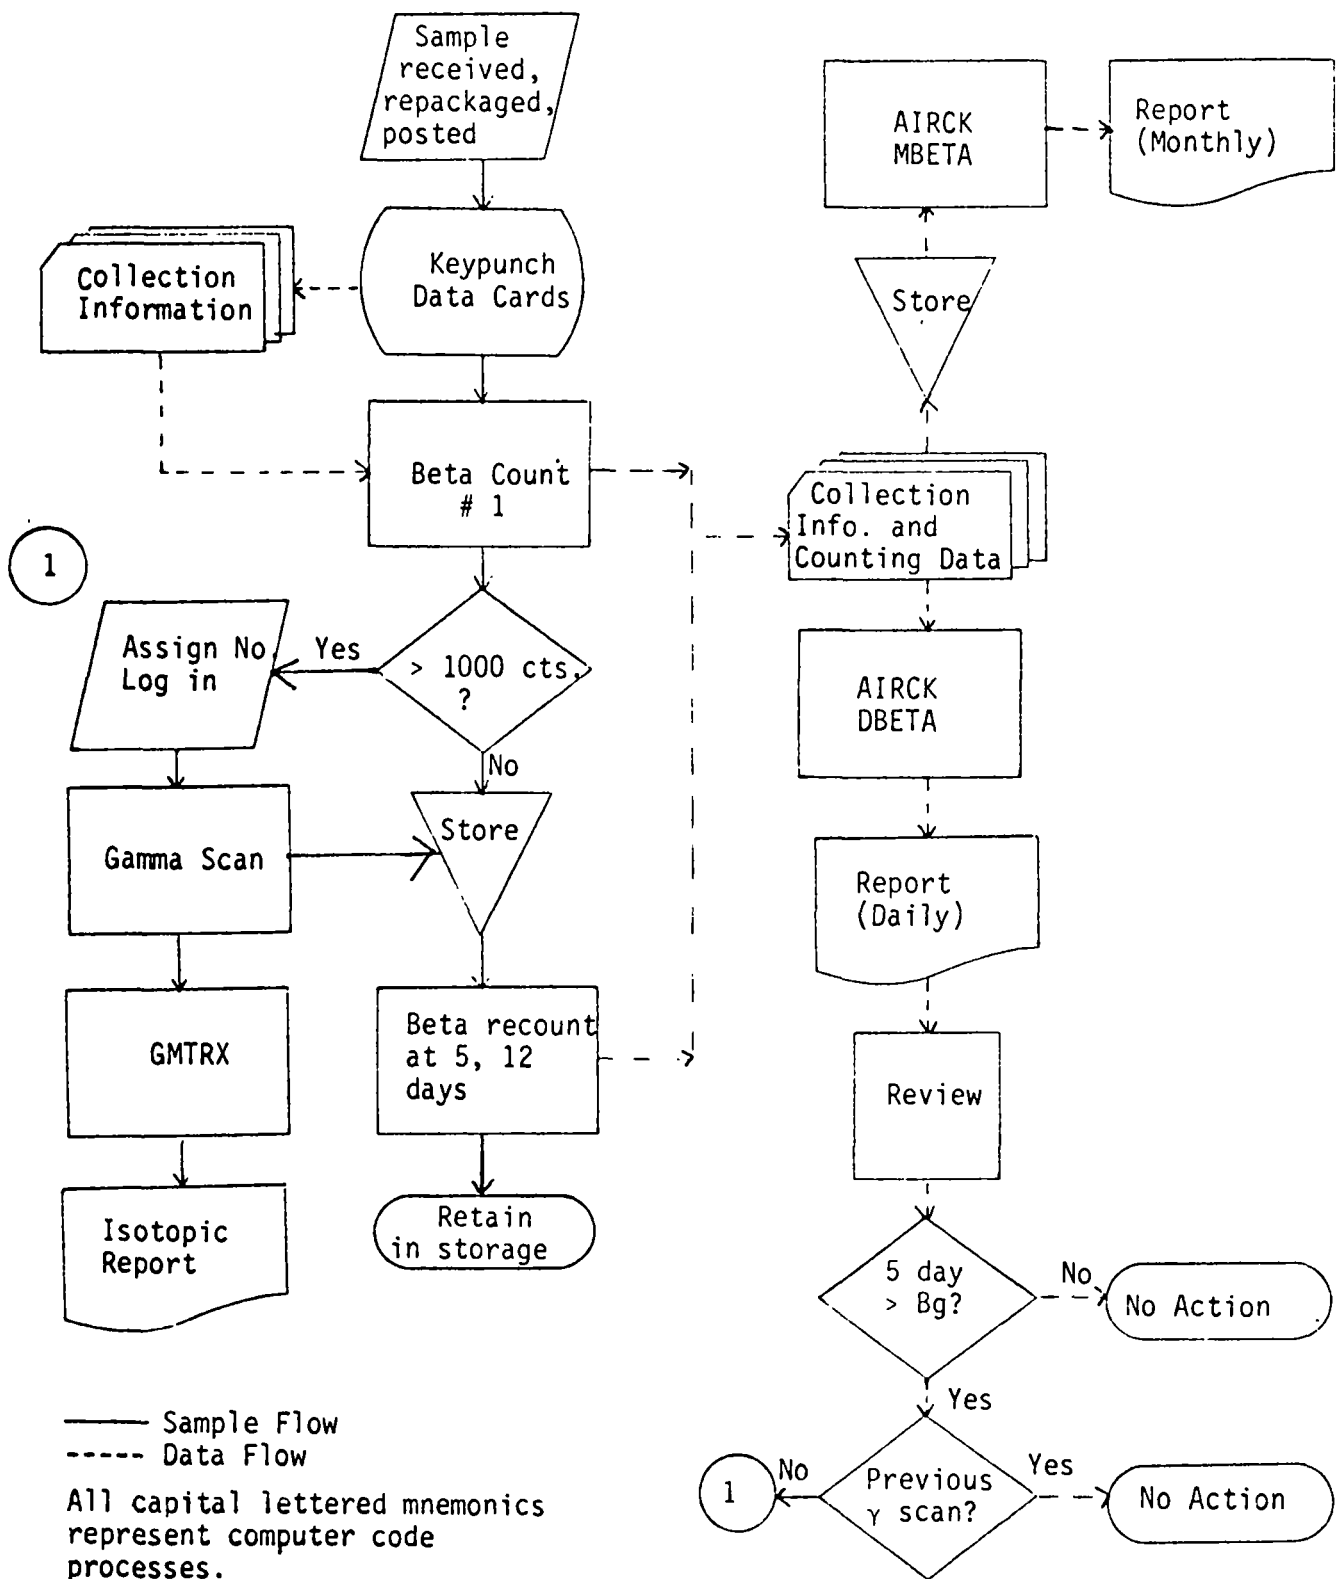 Sample
received,
repackaged,
posted
Keypunch
Data Cards
Collection
Information
Beta Count
# 1
1
> 1000 cts.
?
Yes
Assign No.
Log in
No
Gamma Scan
Store
GMTRX
Beta recount
at 5, 12
days
Isotopic
Report
Retain
in storage
AIRCK
MBETA
Report
(Monthly)
Store
Collection
Info. and
Counting Data
AIRCK
DBETA
Report
(Daily)
Review
5 day
> Bg?
No
No Action
Yes
Previous
γ scan?
No
1
Yes
No Action
Sample Flow
Data Flow
All capital lettered mnemonics
represent computer code
processes.